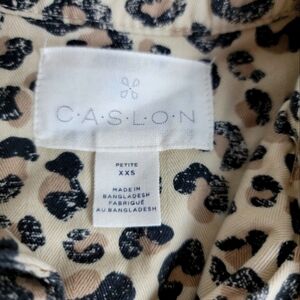 C·A·S·L·O·N
PETITE
XXS
MADE IN
BANGLADESH
FABRIQUÉ
AU BANGLADESH